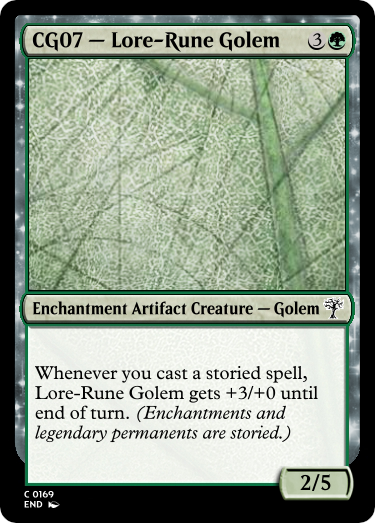 CG07 — Lore-Rune Golem 3
Enchantment Artifact Creature — Golem
Whenever you cast a storied spell,
Lore-Rune Golem gets +3/+0 until
end of turn. (Enchantments and
legendary permanents are storied.)
2/5
C 0169
END